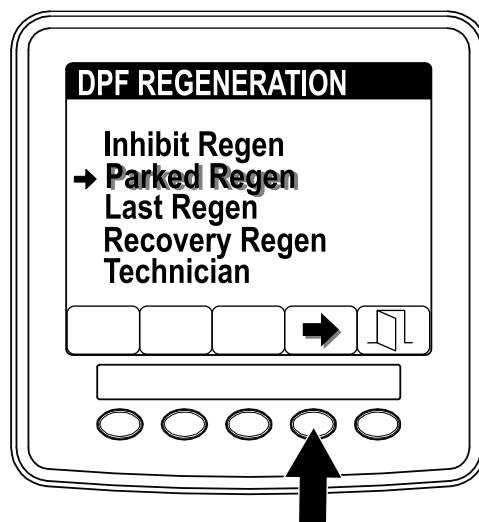 DPF REGENERATION
Inhibit Regen
Parked Regen
Last Regen
Recovery Regen
Technician